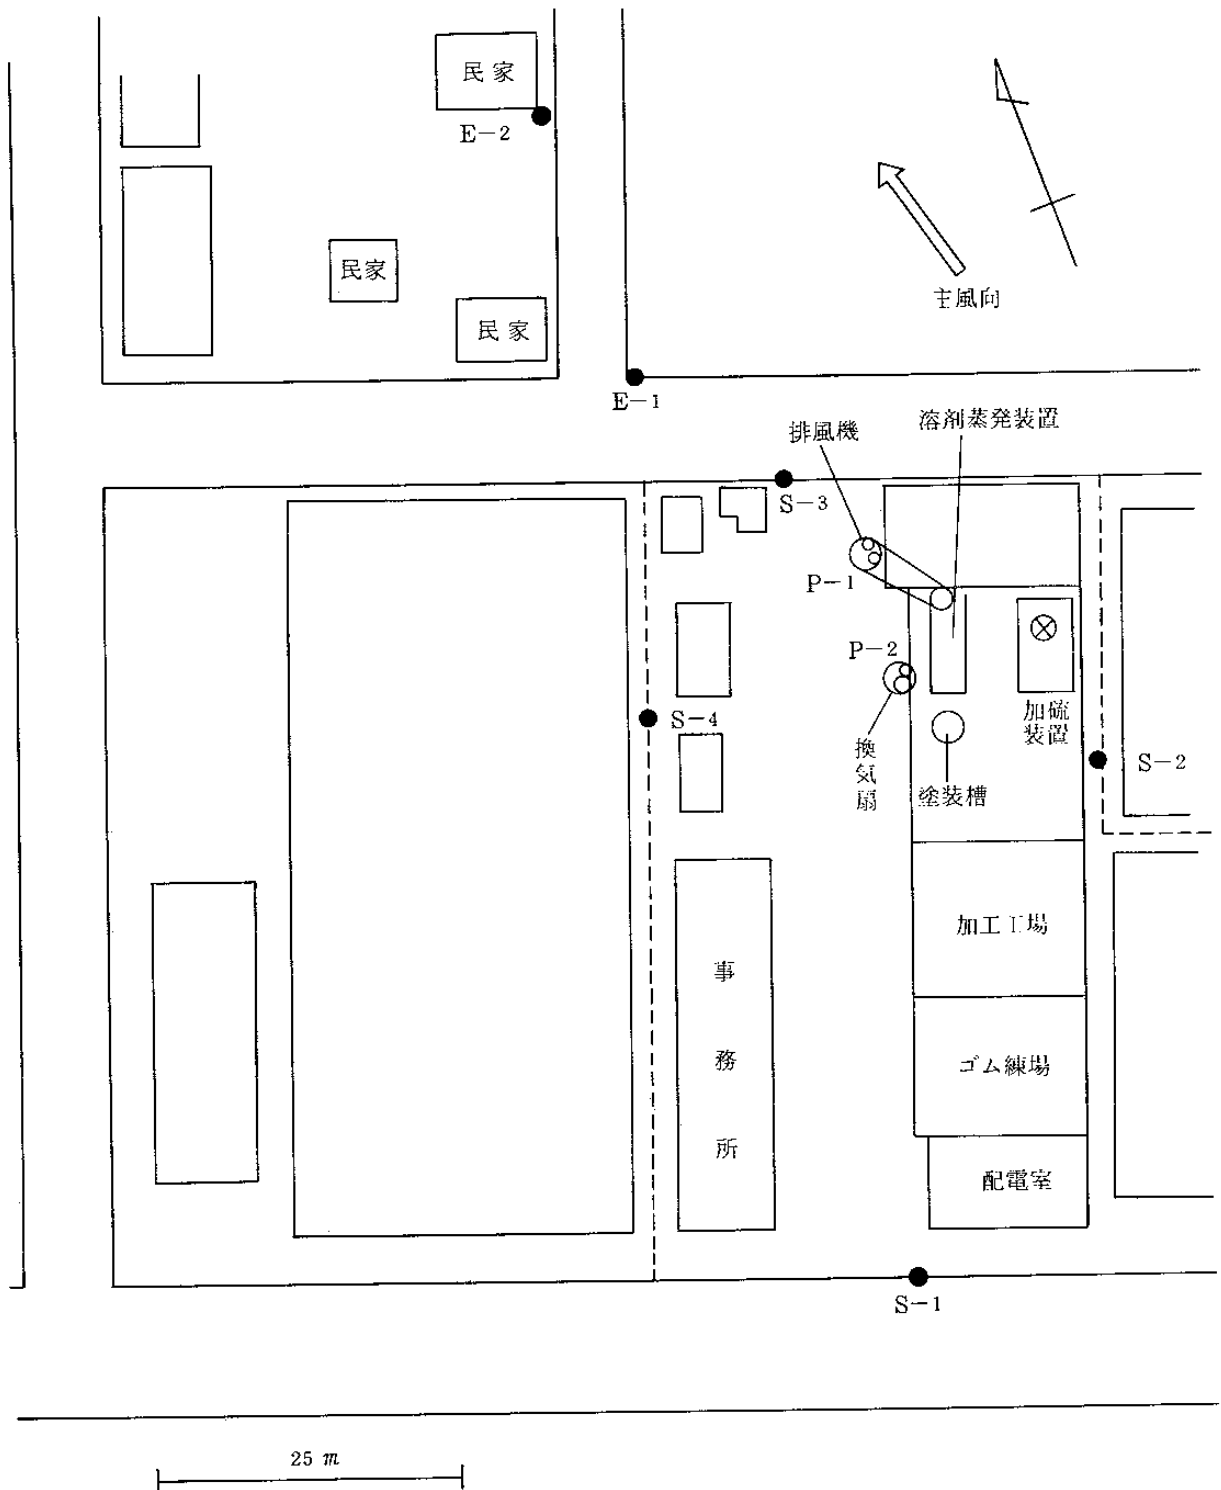 民家
E-2
民家
主風向
民家
E-1
溶剤蒸発装置
排風機
S-3
P-1
P-2
S-4
加硫
装置
換気扇
S-2
塗装槽
加工工場
事務所
ゴム練場
配電室
S-1
25 m